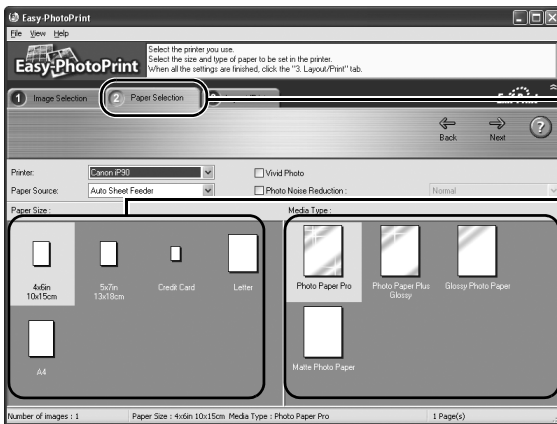 Easy-PhotoPrint
File View Help
Easy-PhotoPrint
Select the printer you use.
Select the size and type of paper to be set in the printer.
When all the settings are finished, click the "3. Layout/Print" tab.
1 Image Selection
2 Paper Selection
Back
Next
?
Printer:
Canon iP90
Vivid Photo
Paper Source:
Auto Sheet Feeder
Photo Noise Reduction :
Normal
Paper Size :
Media Type :
4x6in
10x15cm
5x7in
13x18cm
Credit Card
Letter
A4
Photo Paper Pro
Photo Paper Plus
Glossy
Glossy Photo Paper
Matte Photo Paper
Number of images : 1
Paper Size : 4x6in 10x15cm Media Type : Photo Paper Pro
1 Page(s)